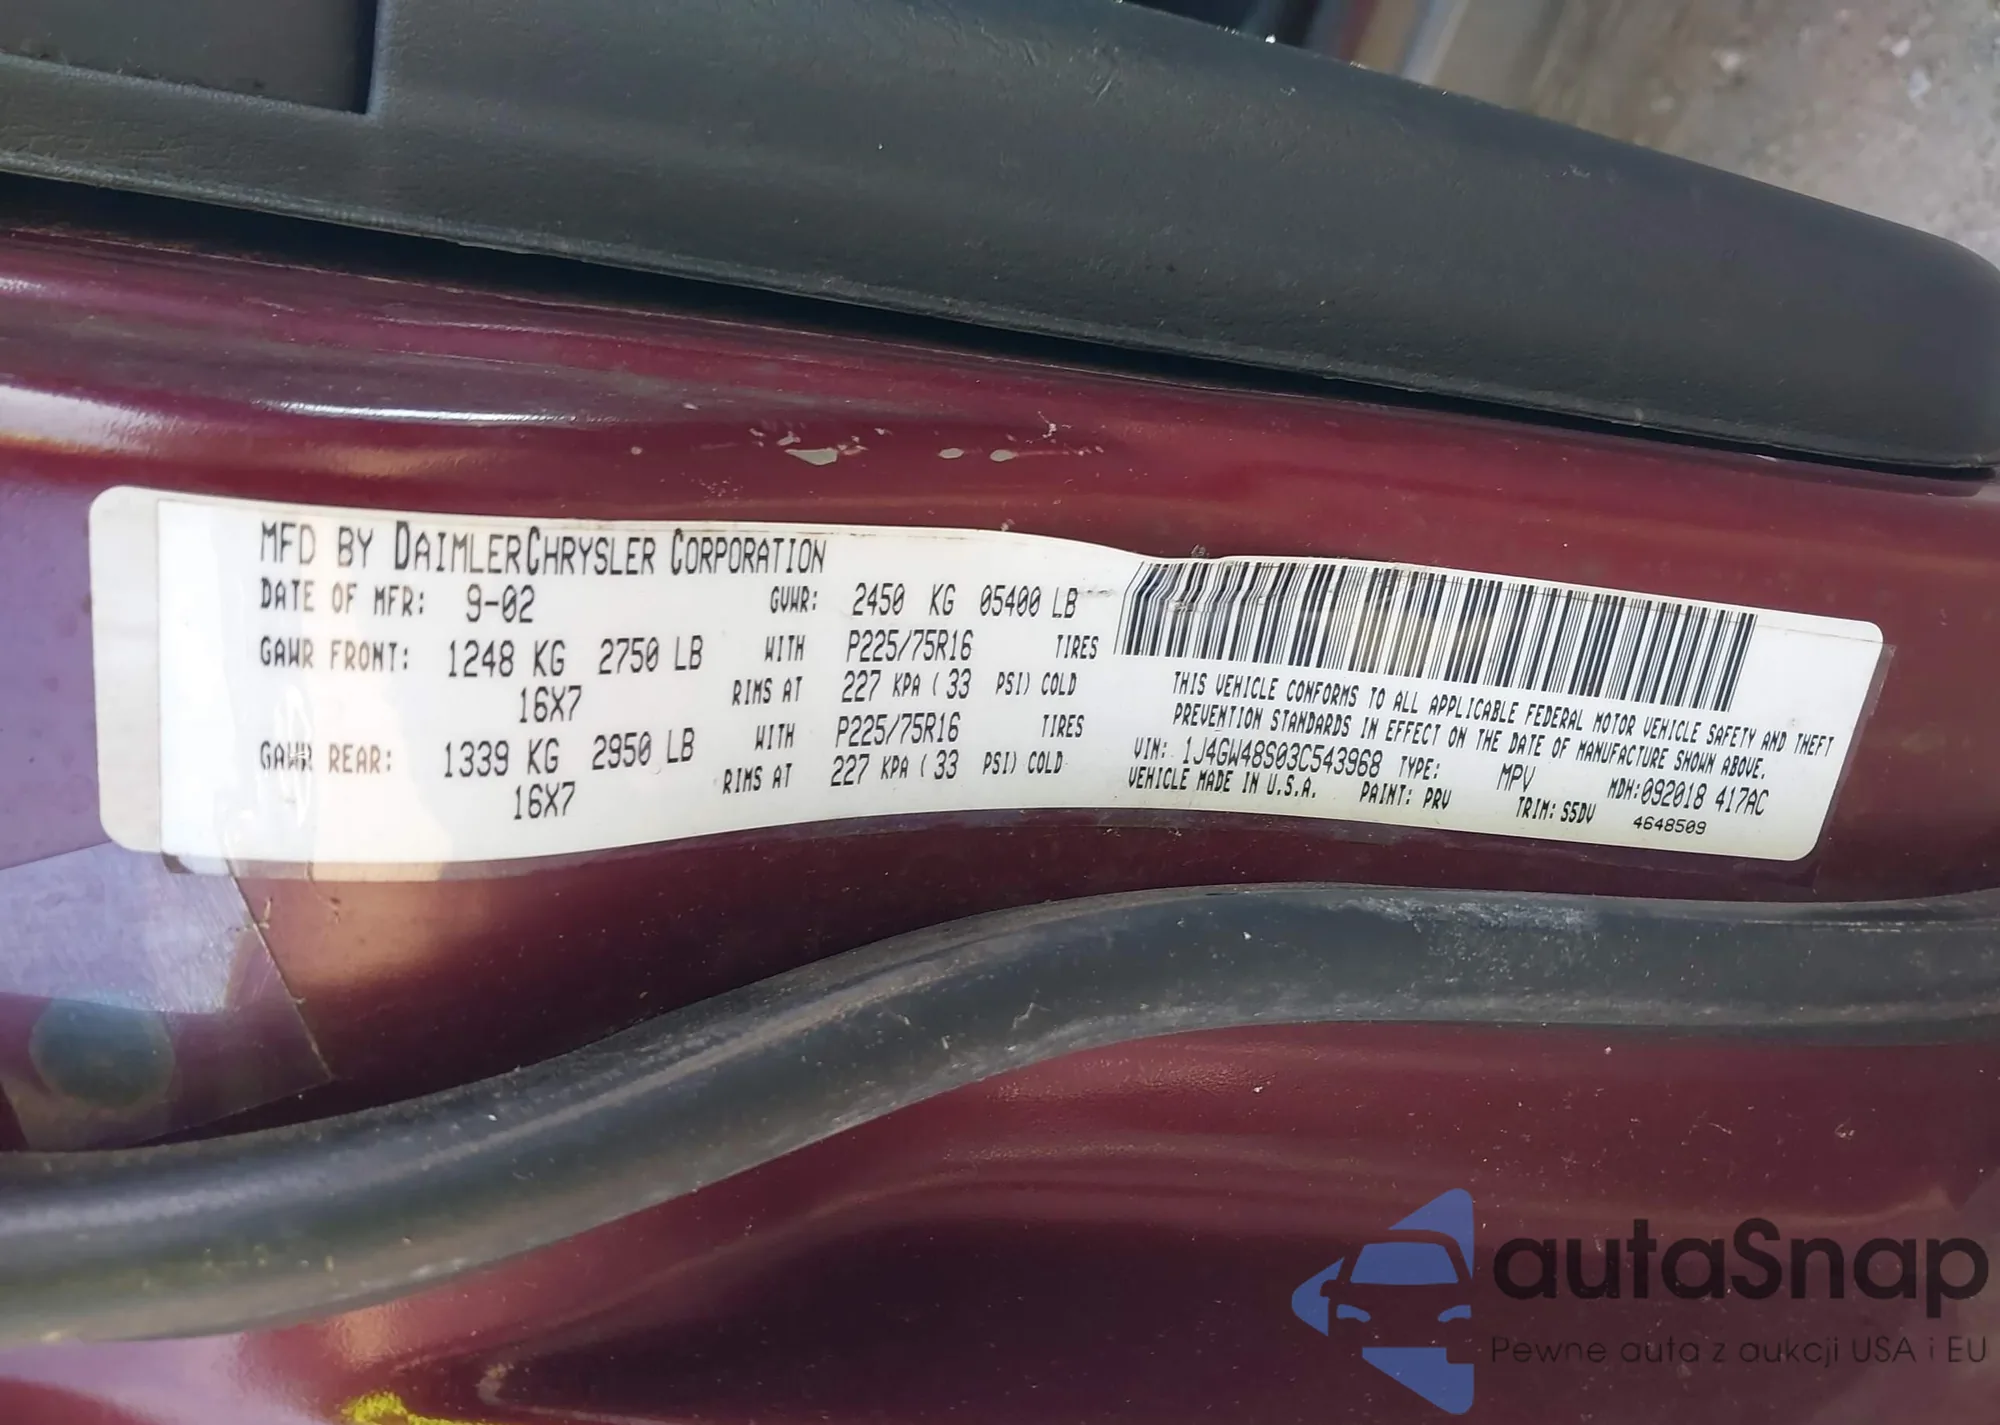 MFD BY DAIMLERCHRYSLER CORPORATION
DATE OF MFR: 9-02 GVWR: 2450 KG 05400 LB
GAWR FRONT: 1248 KG 2750 LB WITH P225/75R16 TIRES
16X7 RIMS AT 227 KPA ( 33 PSI) COLD
GAWR REAR: 1339 KG 2950 LB WITH P225/75R16 TIRES
16X7 RIMS AT 227 KPA ( 33 PSI) COLD
THIS VEHICLE CONFORMS TO ALL APPLICABLE FEDERAL MOTOR VEHICLE SAFETY AND THEFT
PREVENTION STANDARDS IN EFFECT ON THE DATE OF MANUFACTURE SHOWN ABOVE.
VIN: 1J4GW48S03C543968 TYPE: MPV MDH:092018 417AC
VEHICLE MADE IN U.S.A. PAINT: PRV TRIM: S5DV 4648509
autaSnap
Pewne auta z aukcji USA i EU